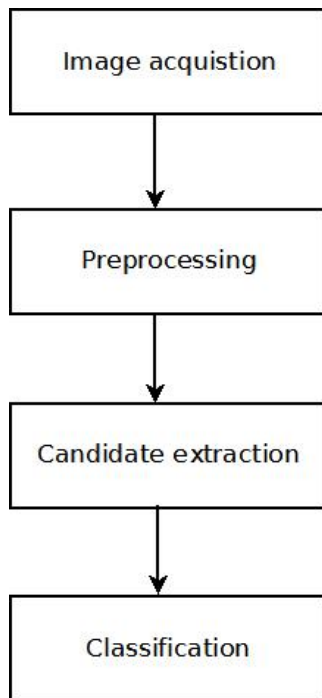 Image acquistion
Preprocessing
Candidate extraction
Classification